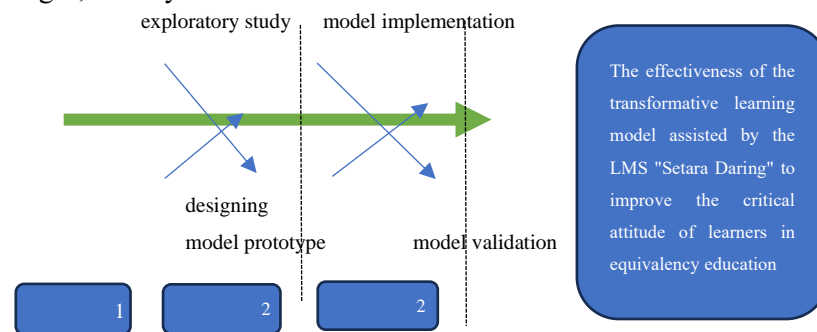 exploratory study
model implementation
The effectiveness of the
transformative learning
model assisted by the
LMS "Setara Daring" to
improve the critical
attitude of learners in
equivalency education
designing
model prototype
model validation
1
2
2